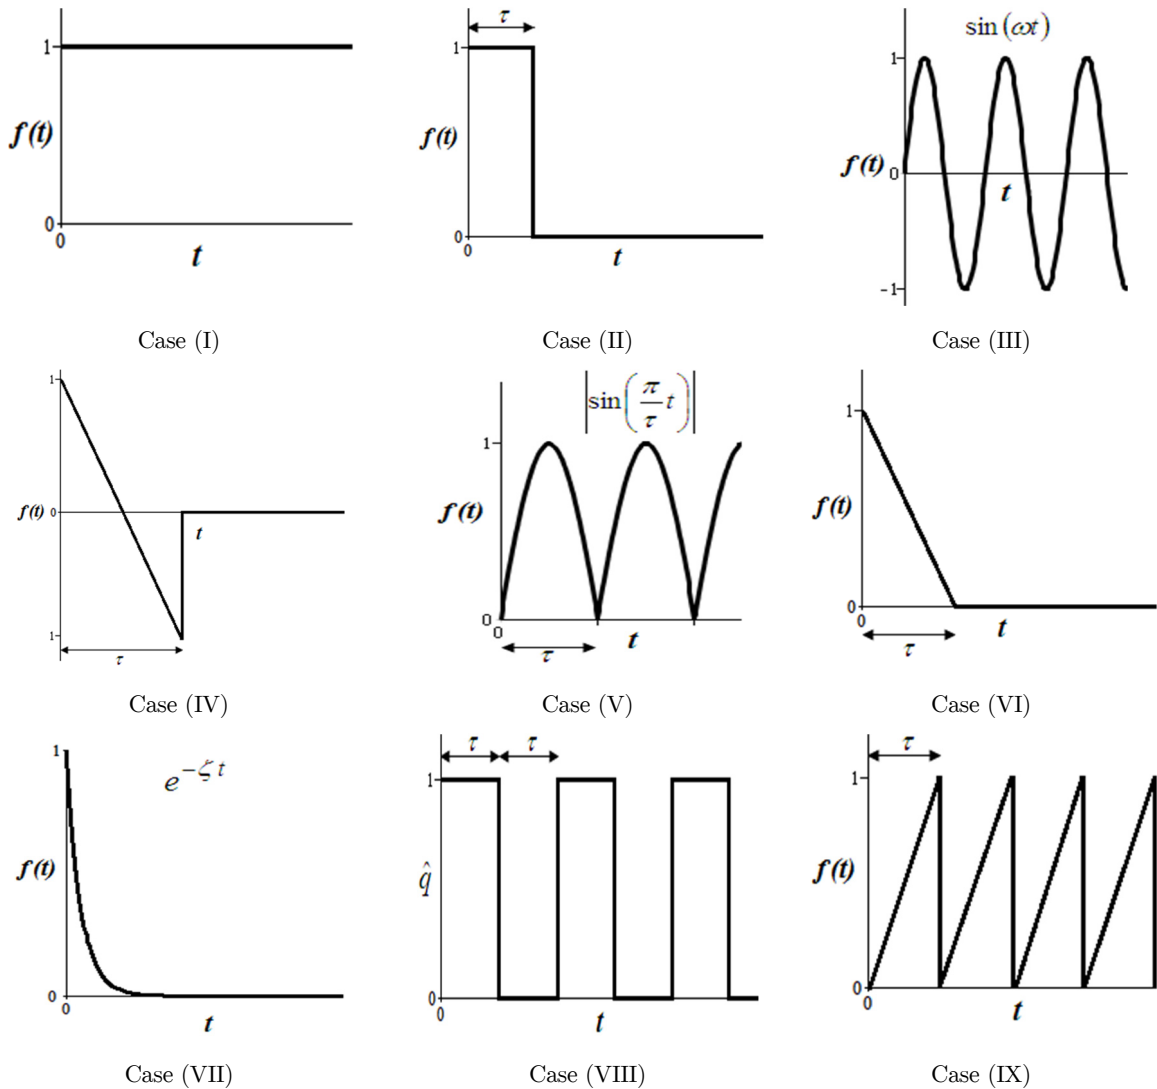 1
f(t)
0
0
t
Case (I)
τ
1
f(t)
0
0
t
Case (II)
sin(ωt)
1
f(t)
0
t
-1
Case (III)
1
f(t)
0
t
1
τ
Case (IV)
|sin(π/τ t)|
1
f(t)
0
0
τ
t
Case (V)
1
f(t)
0
0
τ
t
Case (VI)
1
e^{-ζ t}
f(t)
0
0
t
Case (VII)
τ τ
1
q̂
0
0
t
Case (VIII)
τ
1
f(t)
0
0
t
Case (IX)